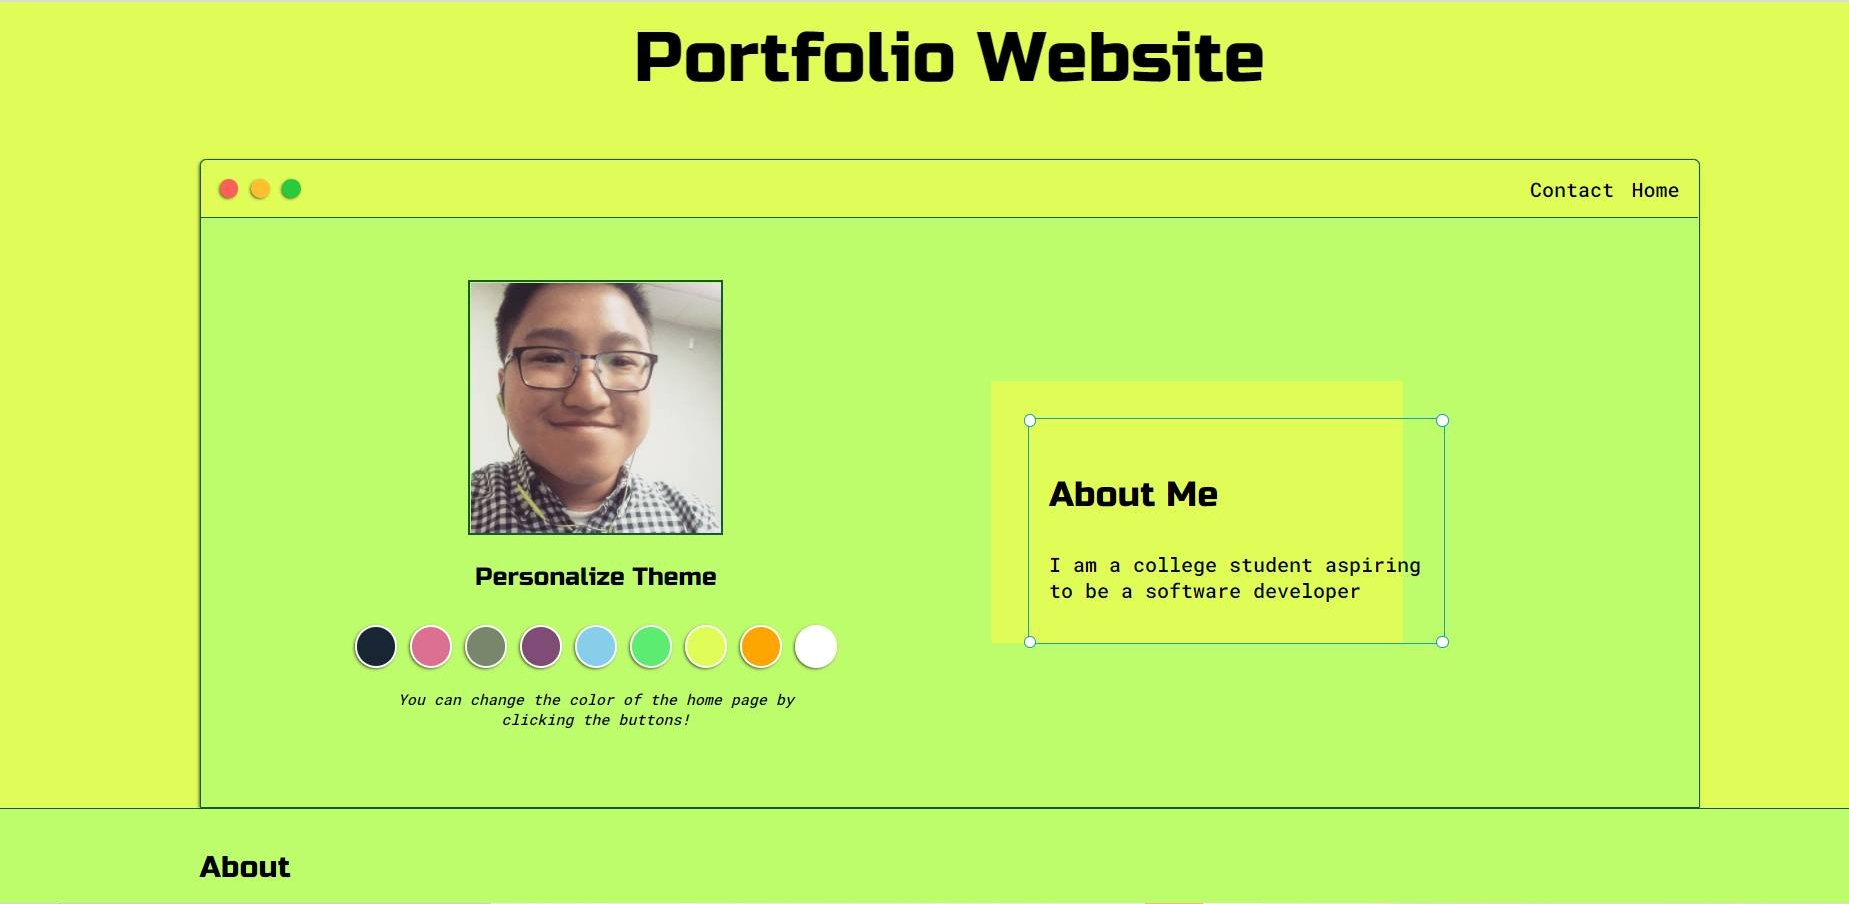 Portfolio Website
Contact Home
Personalize Theme
You can change the color of the home page by
clicking the buttons!
About Me
I am a college student aspiring
to be a software developer
About